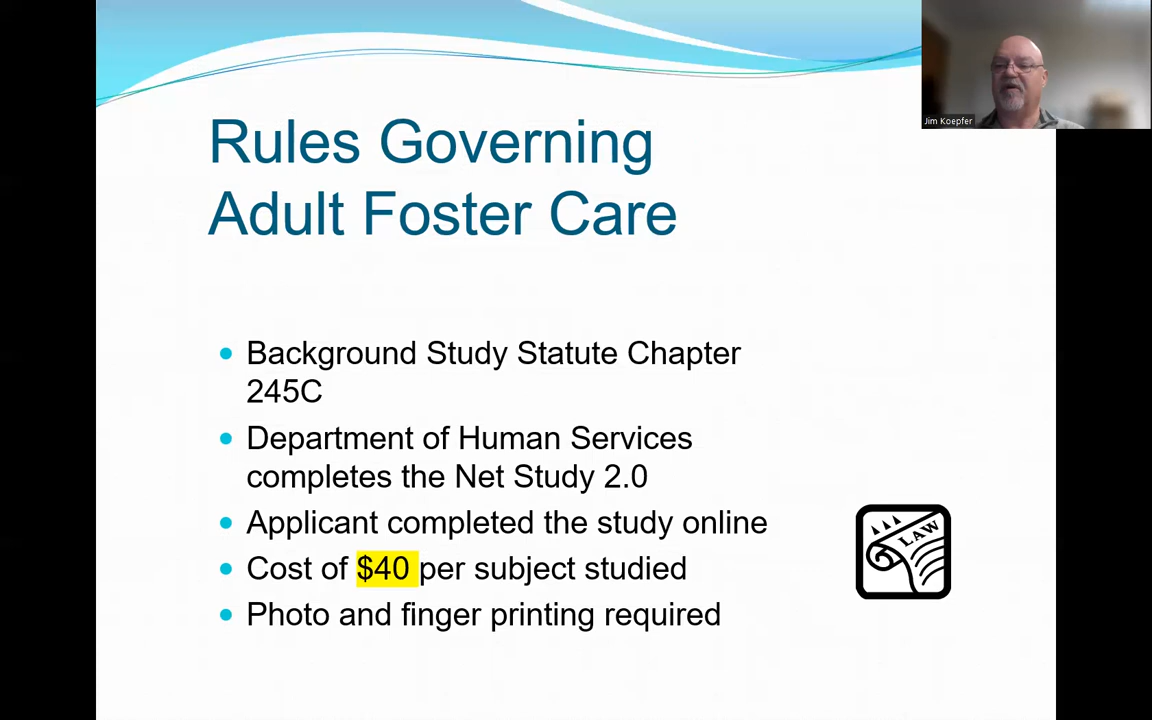 Jim Koepfer
Rules Governing
Adult Foster Care
Background Study Statute Chapter
245C
Department of Human Services
completes the Net Study 2.0
Applicant completed the study online
Cost of $40 per subject studied
Photo and finger printing required
LAW